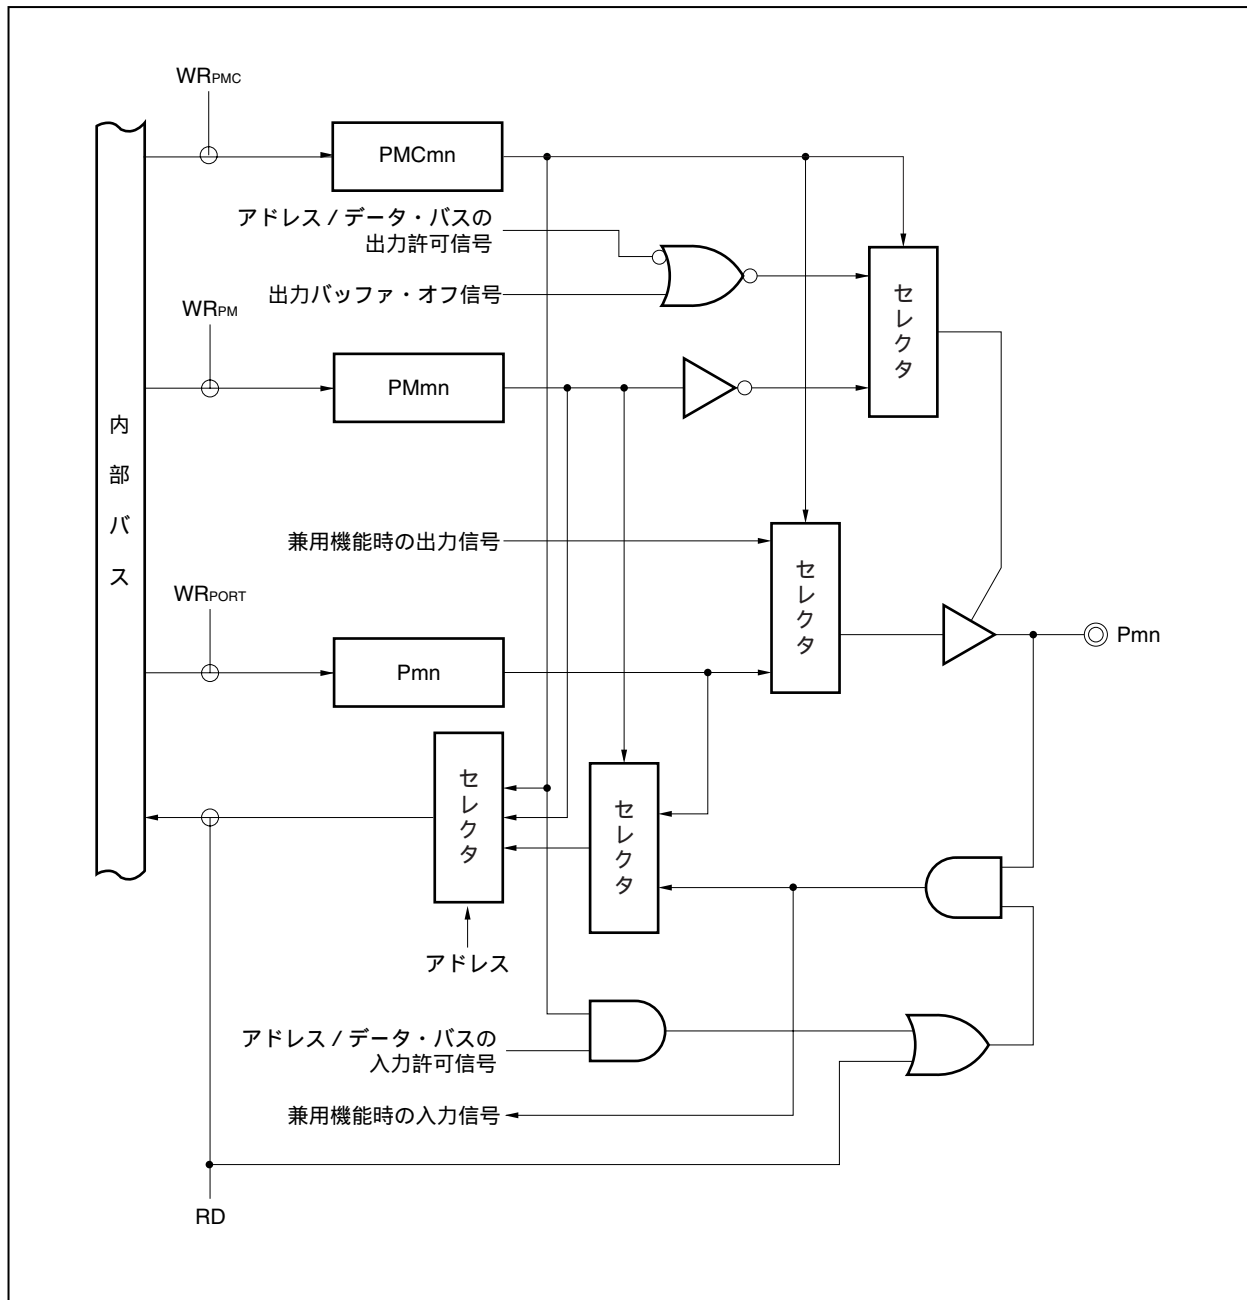 WRPMC
PMCmn
アドレス / データ・バスの
出力許可信号
出力バッファ・オフ信号
セレクタ
WRPM
PMmn
内部バス
兼用機能時の出力信号
セレクタ
WRPORT
Pmn
Pmn
セレクタ
セレクタ
アドレス
アドレス / データ・バスの
入力許可信号
兼用機能時の入力信号
RD